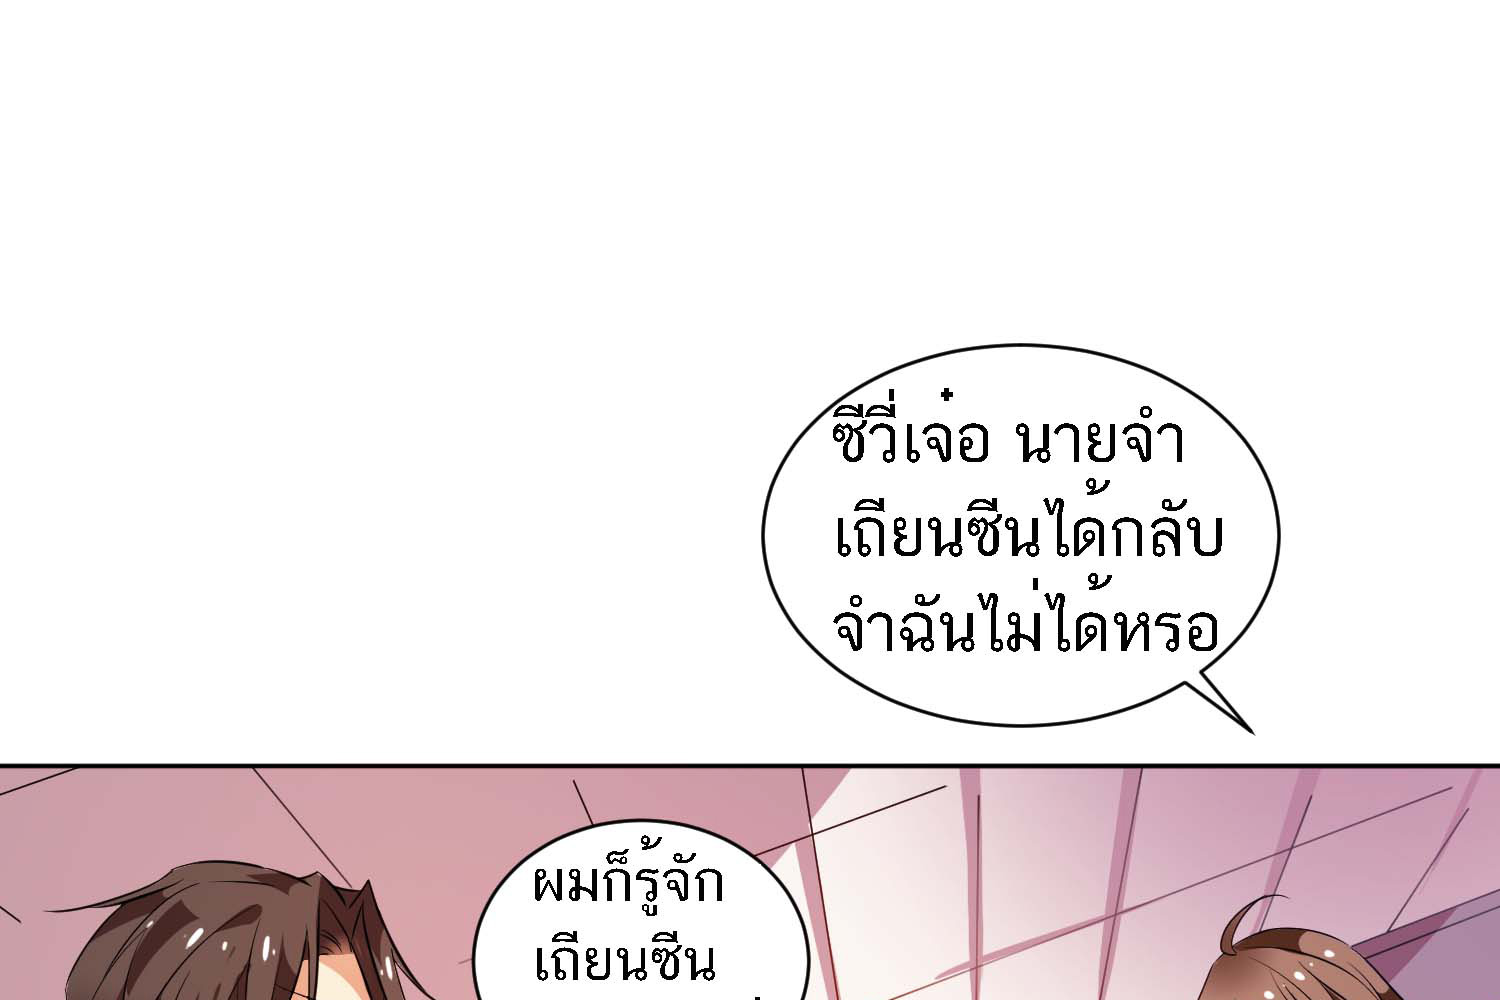 ซีวี่เจ๋อ นายจำ
เถียนซีนได้กลับ
จำฉันไม่ได้หรอ
ผมก็รู้จัก
เถียนซีน